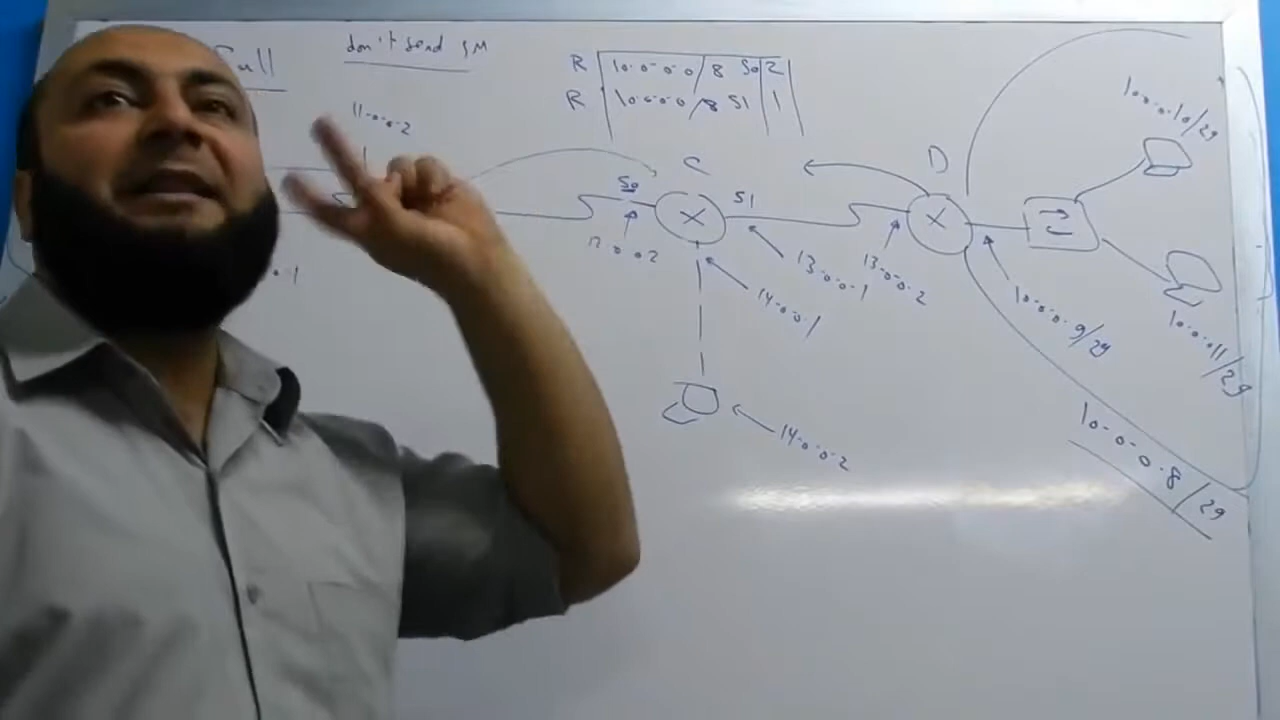 don't send SM
R 10.0.0.0/8 S0 2
R 10.0.0.0/8 S1 1
11.0.0.2
C
D
S0
S1
X
X
13.0.0.1
13.0.0.2
14.0.0.1
14.0.0.2
10.0.0.10/29
10.0.0.11/29
10.0.0.9/29
10.0.0.8/29